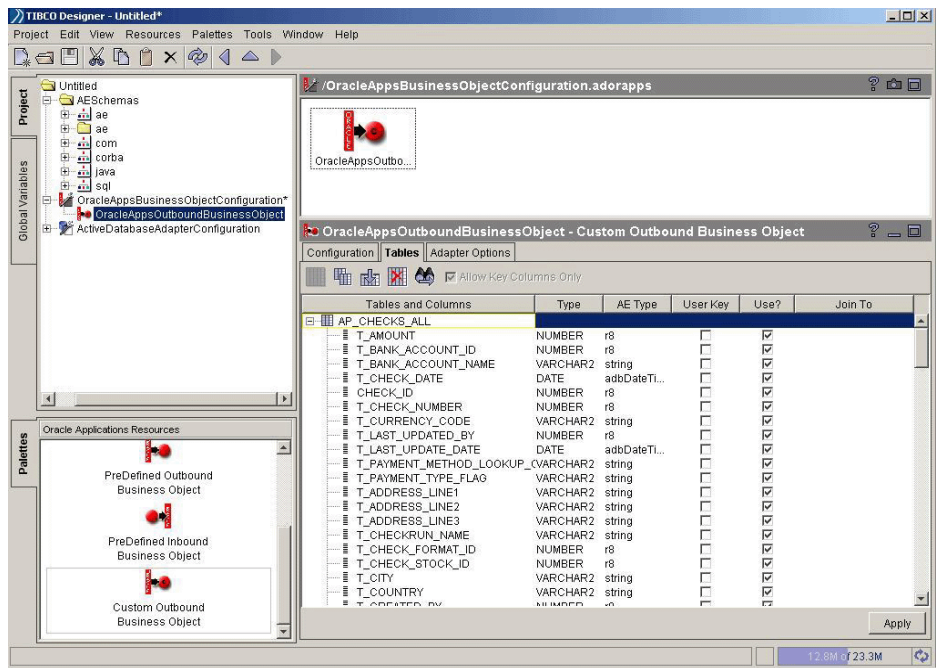 TIBCO Designer - Untitled*
Project Edit View Resources Palettes Tools Window Help
Project
Global Variables
Untitled
AESchemas
ae
ae
com
corba
java
sql
OracleAppsBusinessObjectConfiguration*
OracleAppsOutboundBusinessObject
ActiveDatabaseAdapterConfiguration
Palettes
Oracle Applications Resources
PreDefined Outbound
Business Object
PreDefined Inbound
Business Object
Custom Outbound
Business Object
/OracleAppsBusinessObjectConfiguration.adorapps
ORACLE
OracleAppsOutbo...
OracleAppsOutboundBusinessObject - Custom Outbound Business Object
Configuration Tables Adapter Options
Allow Key Columns Only
Tables and Columns Type AE Type User Key Use? Join To
AP_CHECKS_ALL
T_AMOUNT NUMBER r8
T_BANK_ACCOUNT_ID NUMBER r8
T_BANK_ACCOUNT_NAME VARCHAR2 string
T_CHECK_DATE DATE adbDateTi...
CHECK_ID NUMBER r8
T_CHECK_NUMBER NUMBER r8
T_CURRENCY_CODE VARCHAR2 string
T_LAST_UPDATED_BY NUMBER r8
T_LAST_UPDATE_DATE DATE adbDateTi...
T_PAYMENT_METHOD_LOOKUP_(VARCHAR2 string
T_PAYMENT_TYPE_FLAG VARCHAR2 string
T_ADDRESS_LINE1 VARCHAR2 string
T_ADDRESS_LINE2 VARCHAR2 string
T_ADDRESS_LINE3 VARCHAR2 string
T_CHECKRUN_NAME VARCHAR2 string
T_CHECK_FORMAT_ID NUMBER r8
T_CHECK_STOCK_ID NUMBER r8
T_CITY VARCHAR2 string
T_COUNTRY VARCHAR2 string
T_CREATED_BY NUMBER r8
Apply
12.8M of 23.3M